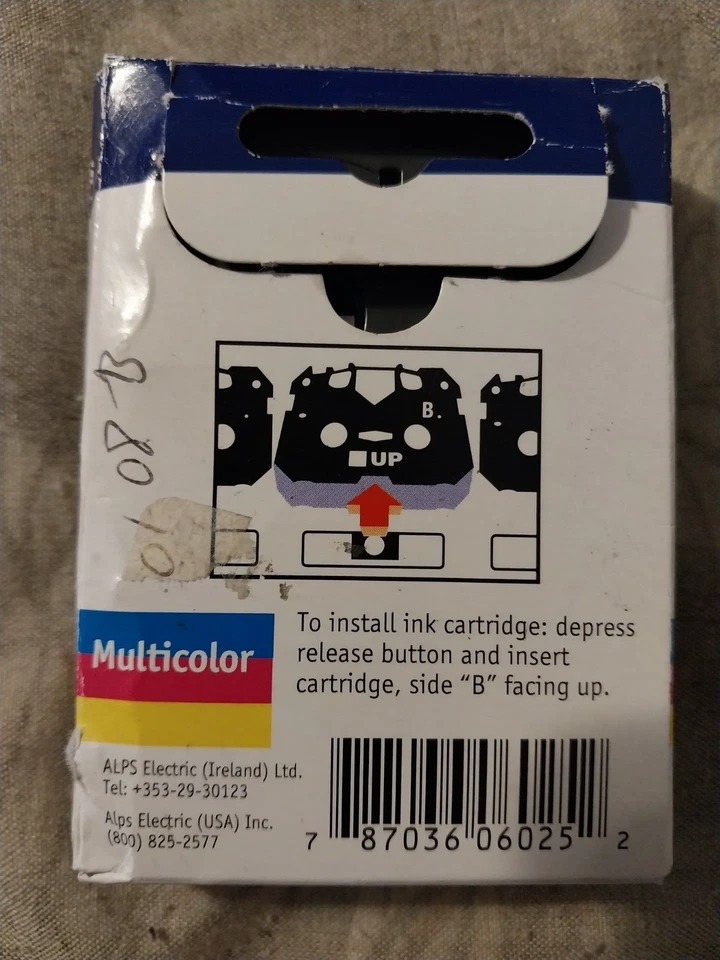 B.
UP
01 08 B
Multicolor
To install ink cartridge: depress
release button and insert
cartridge, side “B” facing up.
ALPS Electric (Ireland) Ltd.
Tel: +353-29-30123
Alps Electric (USA) Inc.
(800) 825-2577
7 87036 06025 2